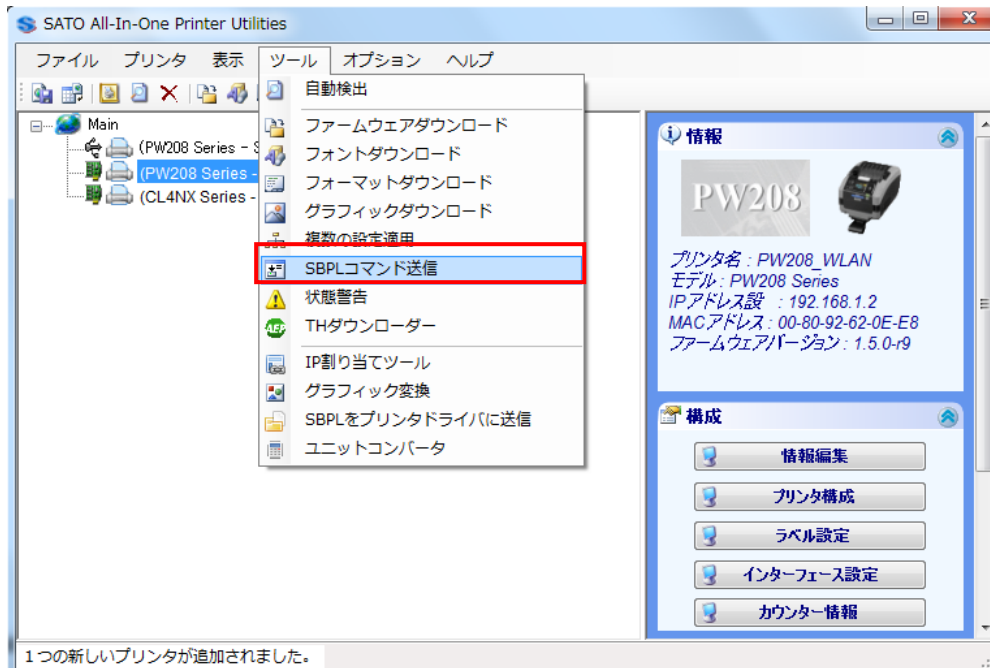 SATO All-In-One Printer Utilities
ファイル プリンタ 表示 ツール オプション ヘルプ
自動検出
ファームウェアダウンロード
フォントダウンロード
フォーマットダウンロード
グラフィックダウンロード
複数の設定適用
SBPLコマンド送信
状態警告
THダウンローダー
IP割り当てツール
グラフィック変換
SBPLをプリンタドライバに送信
ユニットコンバータ
Main
(PW208 Series - S
(PW208 Series -
(CL4NX Series -
情報
PW208
プリンタ名 : PW208_WLAN
モデル : PW208 Series
IPアドレス設 : 192.168.1.2
MACアドレス : 00-80-92-62-0E-E8
ファームウェアバージョン : 1.5.0-r9
構成
情報編集
プリンタ構成
ラベル設定
インターフェース設定
カウンター情報
1つの新しいプリンタが追加されました。